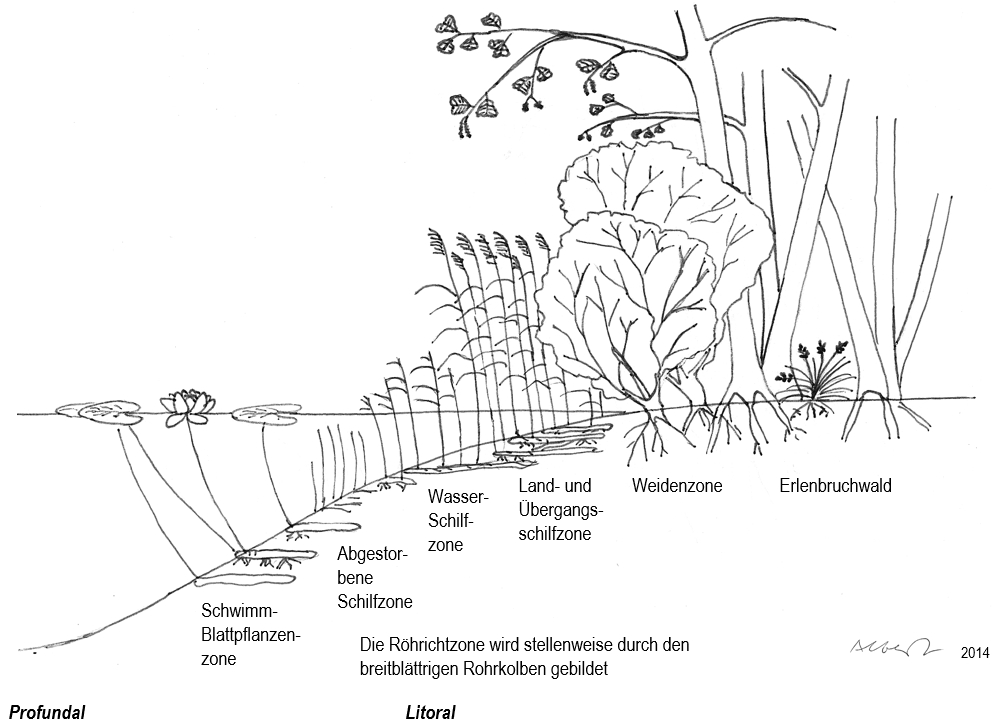 Wasser-
Schilf-
zone
Land- und
Übergangs-
schilfzone
Weidenzone
Erlenbruchwald
Abgestor-
bene
Schilfzone
Schwimm-
Blattpflanzen-
zone
Die Röhrichtzone wird stellenweise durch den
breitblättrigen Rohrkolben gebildet
2014
Profundal
Litoral